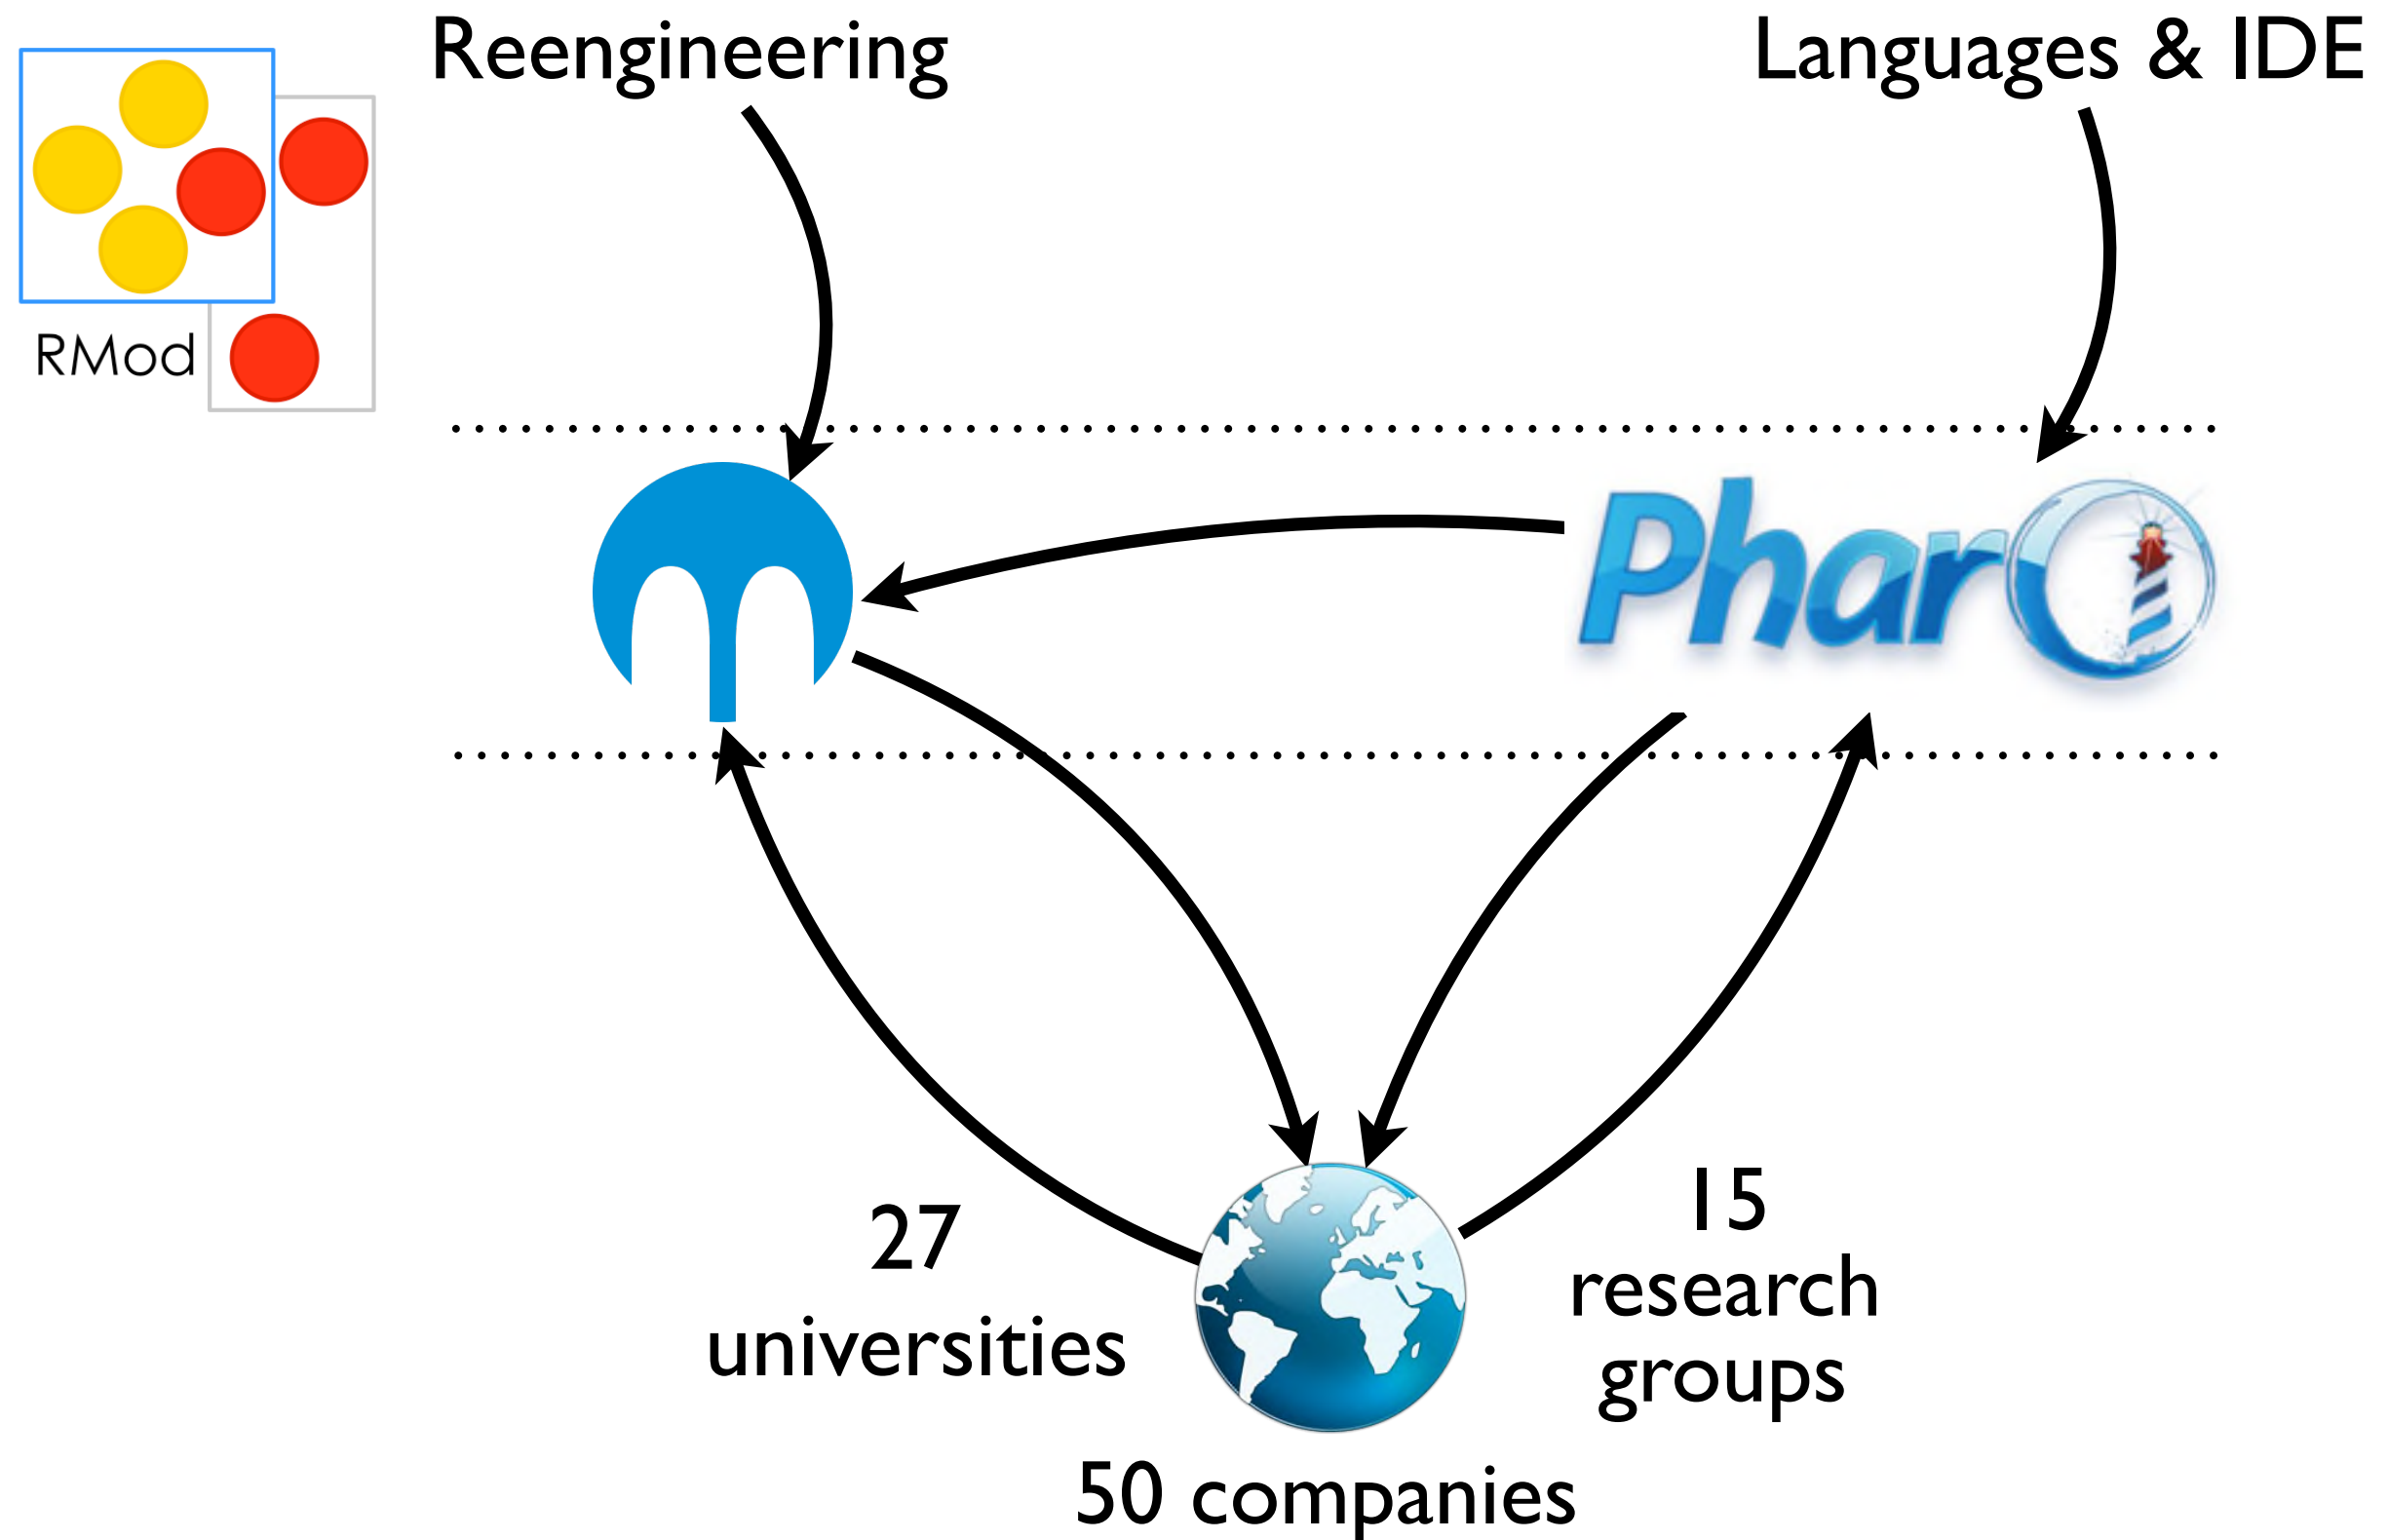 Reengineering
Languages & IDE
RMod
Pharo
27
universities
15
research
groups
50 companies